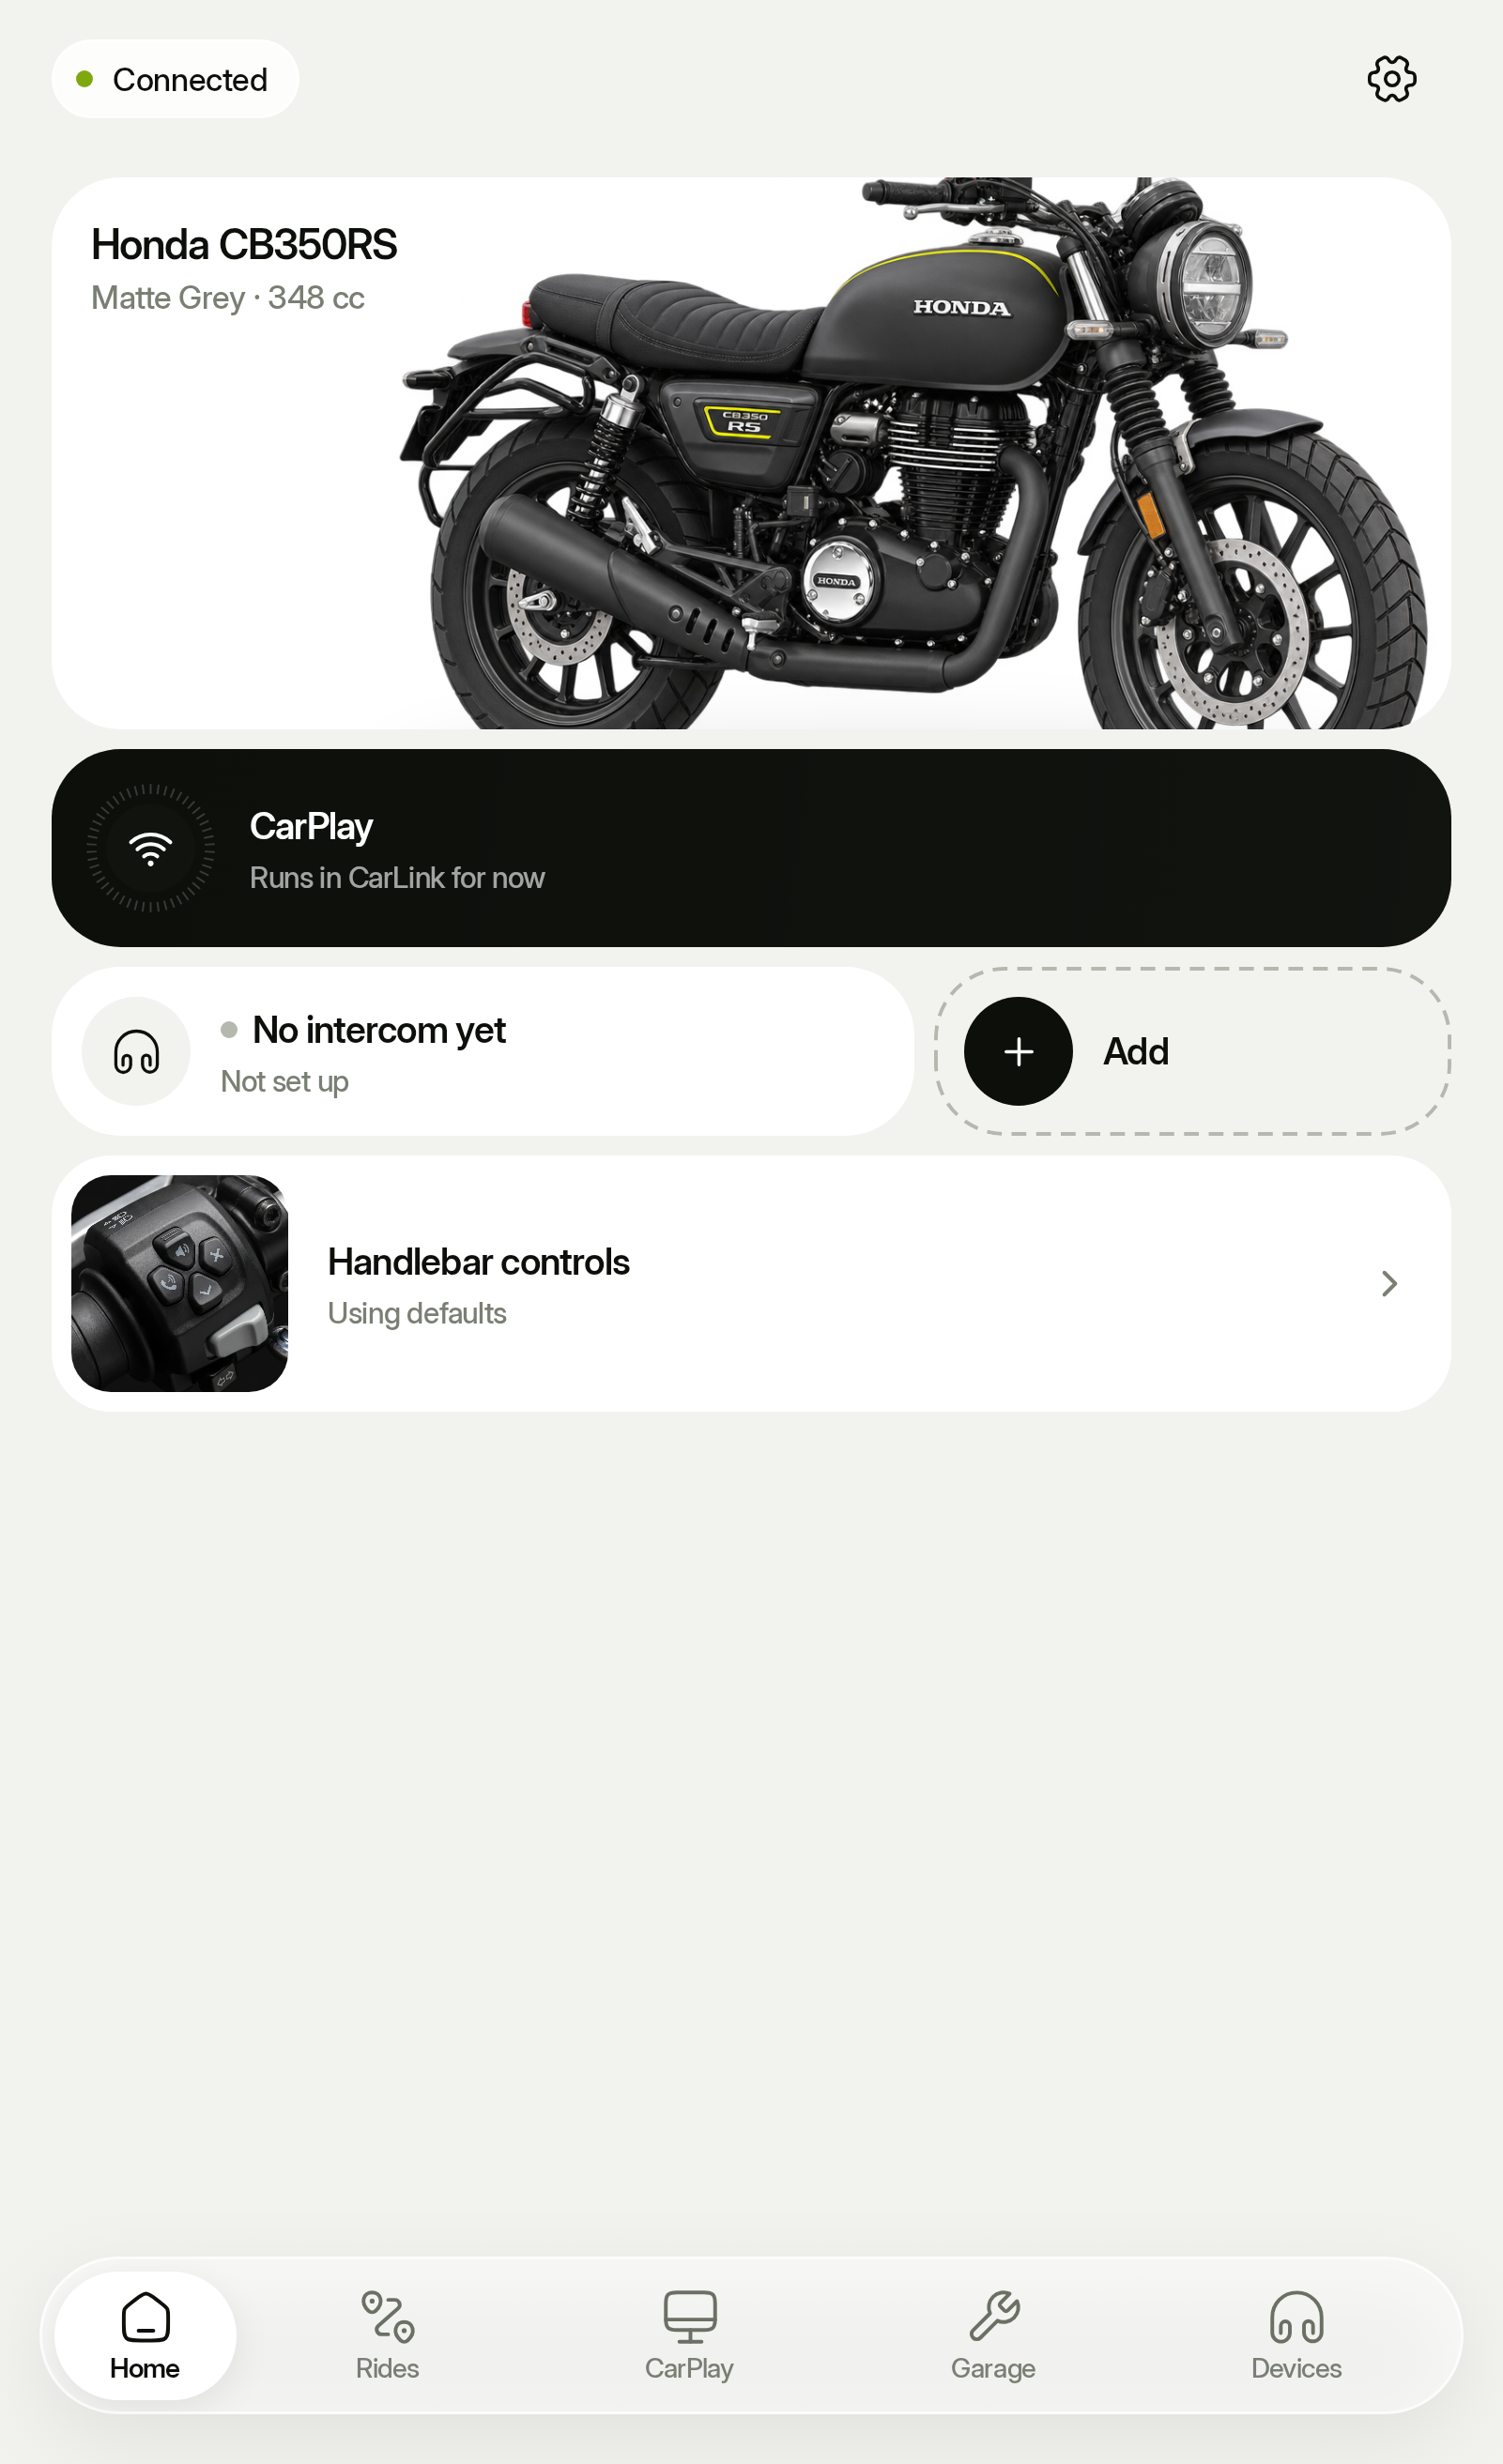 Connected
Honda CB350RS
Matte Grey · 348 cc
HONDA
CB350
RS
HONDA
CarPlay
Runs in CarLink for now
No intercom yet
Not set up
Add
Handlebar controls
Using defaults
Home
Rides
CarPlay
Garage
Devices